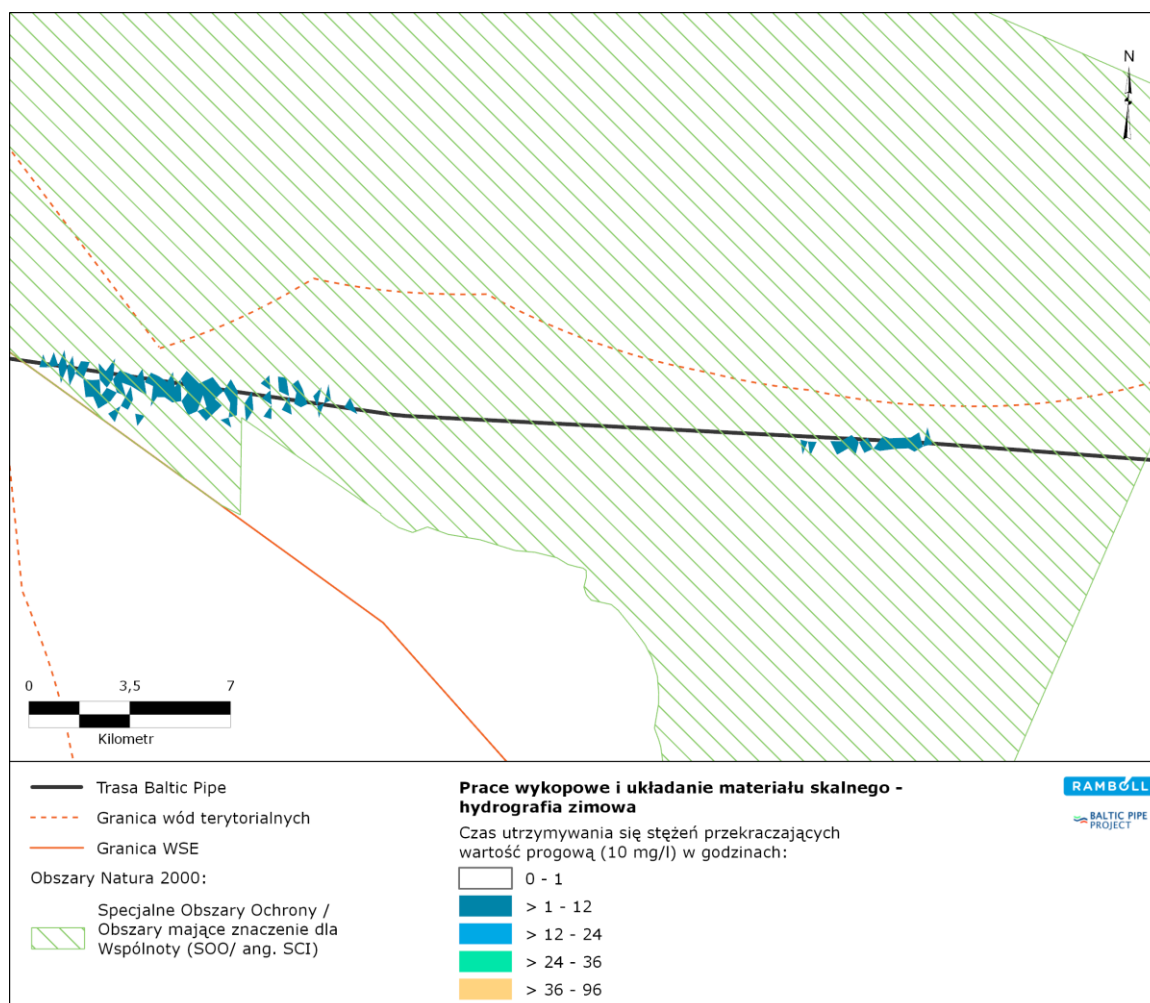 N
0 3,5 7
Kilometr
Trasa Baltic Pipe
Granica wód terytorialnych
Granica WSE
Obszary Natura 2000:
Specjalne Obszary Ochrony /
Obszary mające znaczenie dla
Wspólnoty (SOO/ ang. SCI)
Prace wykopowe i układanie materiału skalnego -
hydrografia zimowa
Czas utrzymywania się stężeń przekraczających
wartość progową (10 mg/l) w godzinach:
0 - 1
> 1 - 12
> 12 - 24
> 24 - 36
> 36 - 96
RAMBOLL
BALTIC PIPE
PROJECT